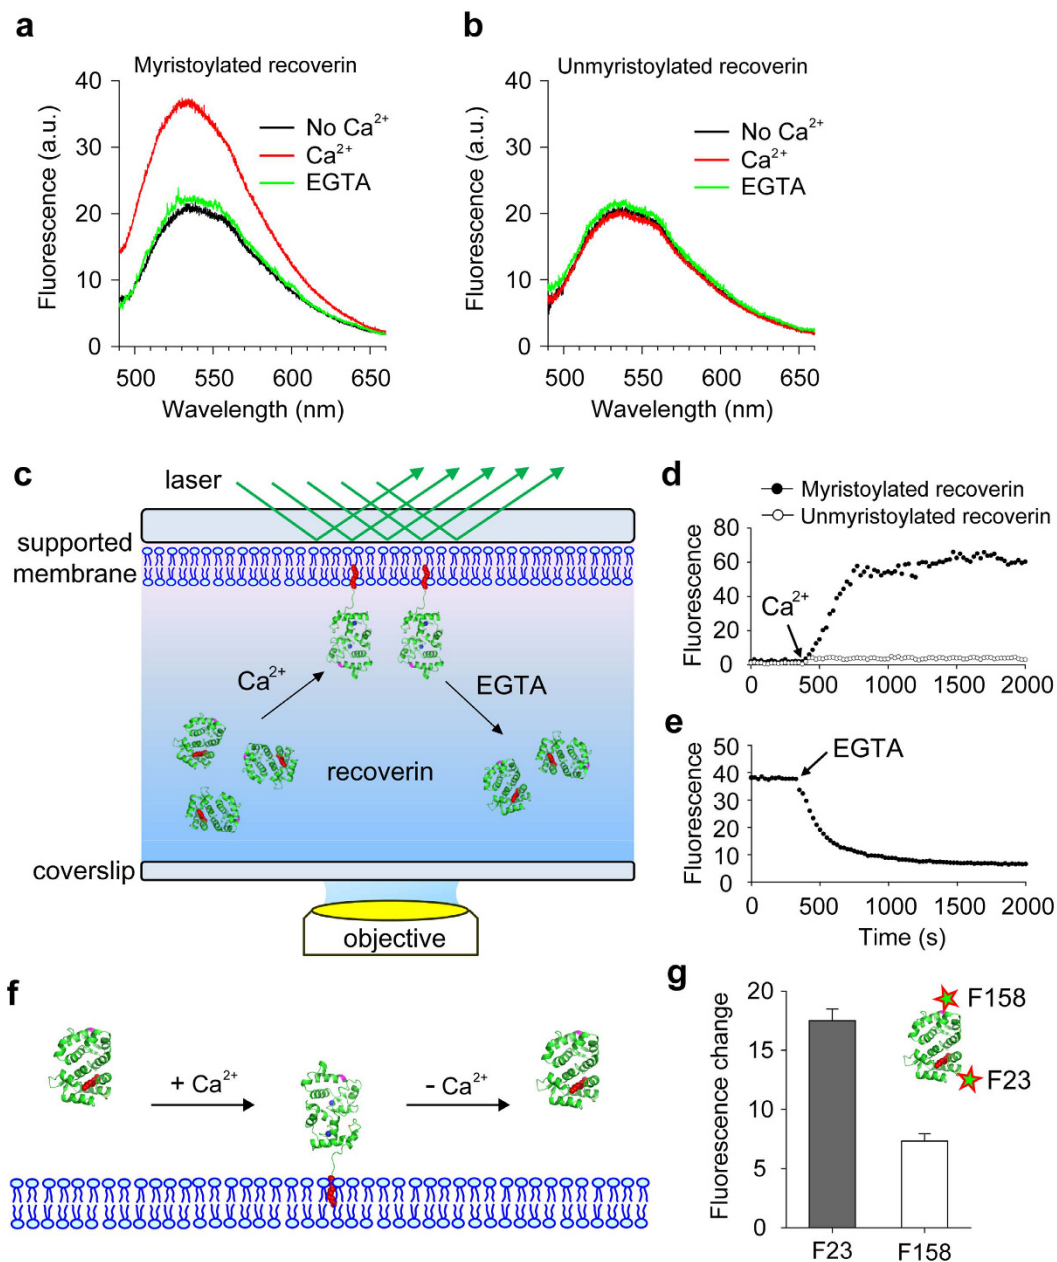 a
Myristoylated recoverin
40
30
20
10
0
Fluorescence (a.u.)
No Ca²⁺
Ca²⁺
EGTA
500
550
600
650
Wavelength (nm)
b
Unmyristoylated recoverin
40
30
20
10
0
Fluorescence (a.u.)
No Ca²⁺
Ca²⁺
EGTA
500
550
600
650
Wavelength (nm)
c
laser
supported
membrane
Ca²⁺
EGTA
recoverin
coverslip
objective
d
Myristoylated recoverin
Unmyristoylated recoverin
80
60
40
20
0
Fluorescence
Ca²⁺
0
500
1000
1500
2000
e
50
40
30
20
10
0
Fluorescence
EGTA
0
500
1000
1500
2000
Time (s)
f
+ Ca²⁺
− Ca²⁺
g
20
15
10
5
0
Fluorescence change
F158
F23
F23
F158